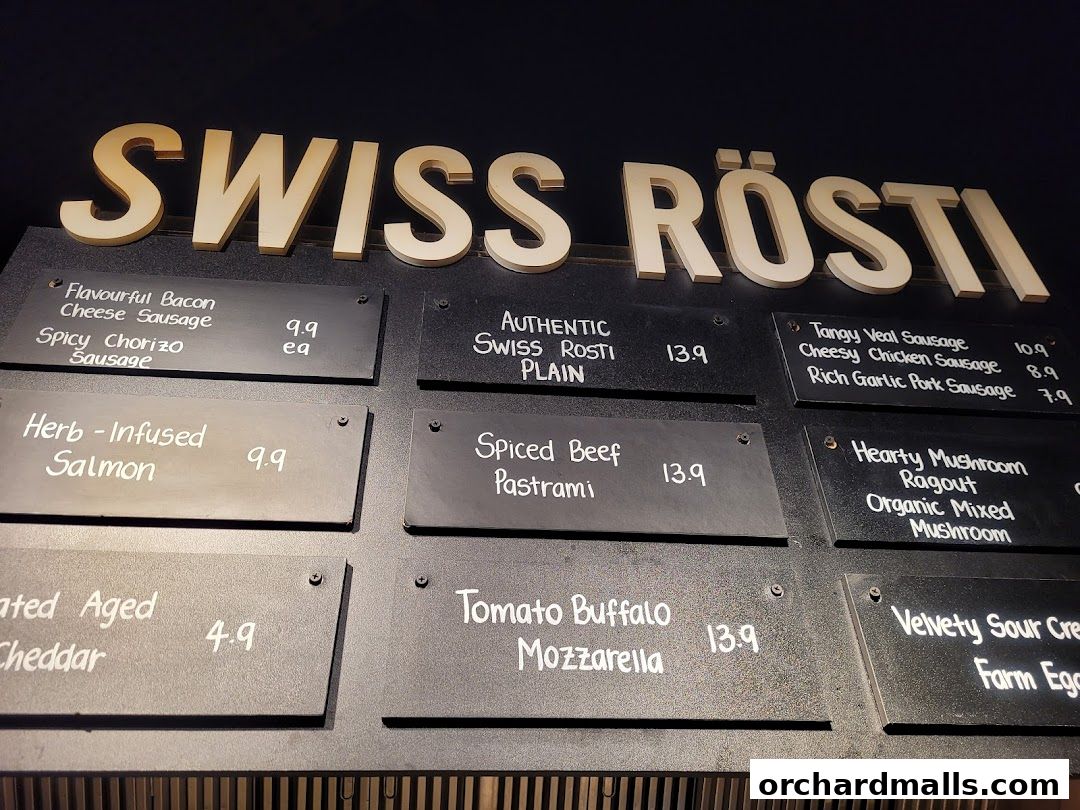 SWISS RÖSTI
Flavourful Bacon
Cheese Sausage 9.9
Spicy Chorizo ea
Sausage
AUTHENTIC
SWISS ROSTI 13.9
PLAIN
Tangy Veal Sausage 10.9
Cheesy Chicken Sausage 8.9
Rich Garlic Pork Sausage 7.9
Herb-Infused
Salmon 9.9
Spiced Beef
Pastrami 13.9
Hearty Mushroom
Ragout
Organic Mixed
Mushroom
Aged
Cheddar 4.9
Tomato Buffalo
Mozzarella 13.9
Velvety Sour
Farm
orchardmalls.com